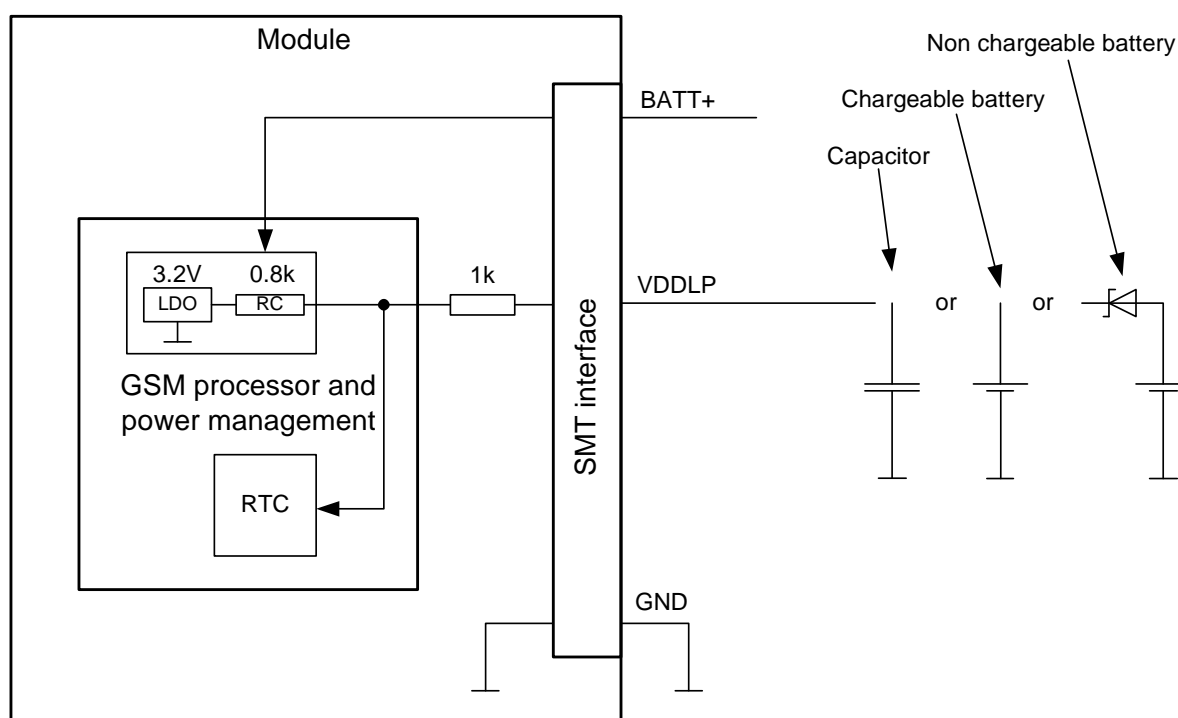 Module
Non chargeable battery
BATT+
Chargeable battery
Capacitor
3.2V
0.8k
1k
VDDLP
LDO
RC
or
or
GSM processor and
power management
SMT interface
RTC
GND